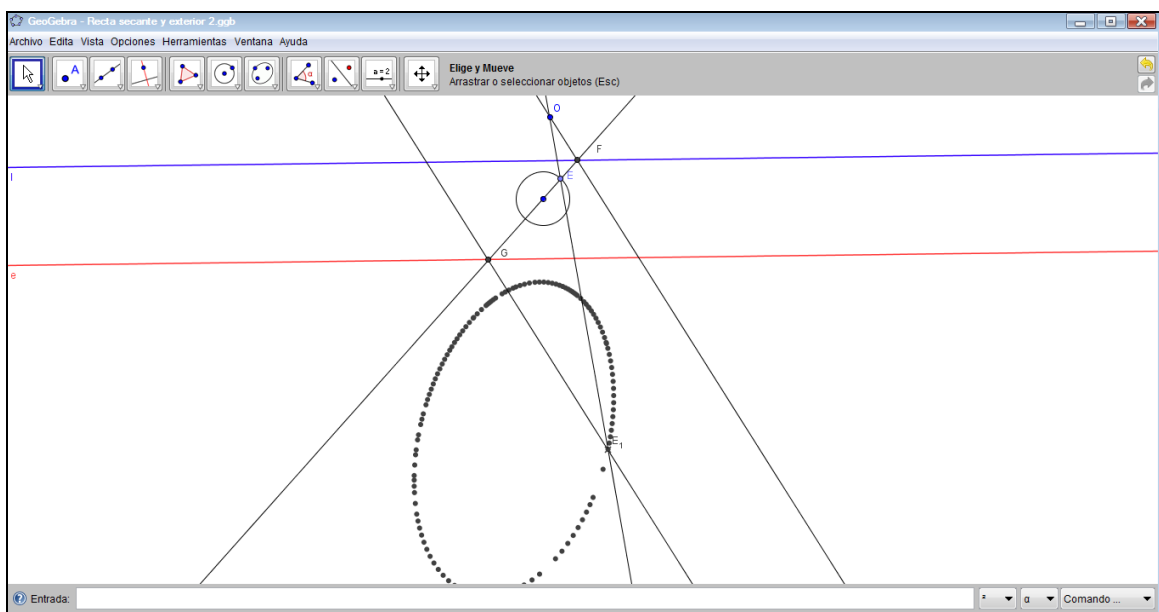 GeoGebra - Recta secante y exterior 2.ggb
Archivo Edita Vista Opciones Herramientas Ventana Ayuda
A
α
a = 2
Elige y Mueve
Arrastrar o seleccionar objetos (Esc)
O
F
l
E
G
e
E1
Entrada:
² α Comando ...